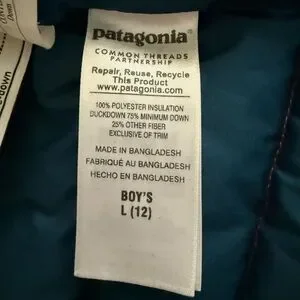 patagonia®
COMMON THREADS
PARTNERSHIP
Repair, Reuse, Recycle
This Product
www.patagonia.com
100% POLYESTER INSULATION
DUCKDOWN 75% MINIMUM DOWN
25% OTHER FIBER
EXCLUSIVE OF TRIM
MADE IN BANGLADESH
FABRIQUÉ AU BANGLADESH
HECHO EN BANGLADESH
BOY'S
L (12)